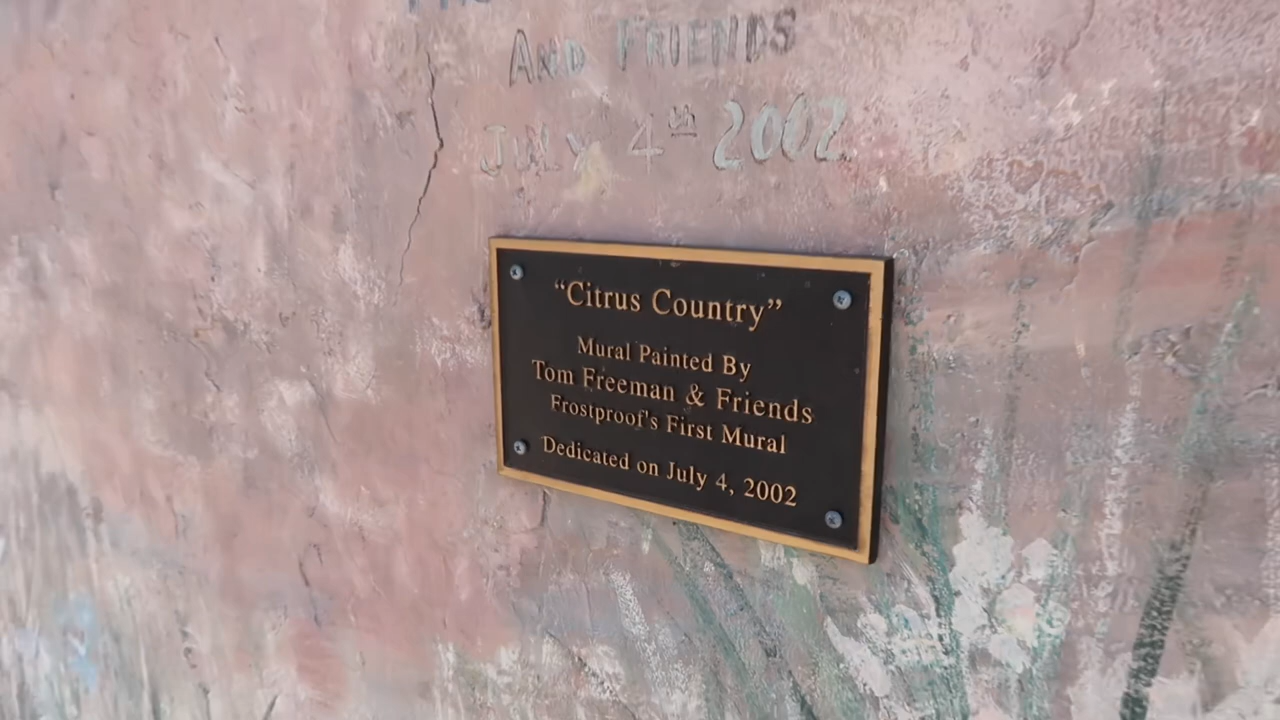 And Friends
July 4th 2002
“Citrus Country”
Mural Painted By
Tom Freeman & Friends
Frostproof's First Mural
Dedicated on July 4, 2002